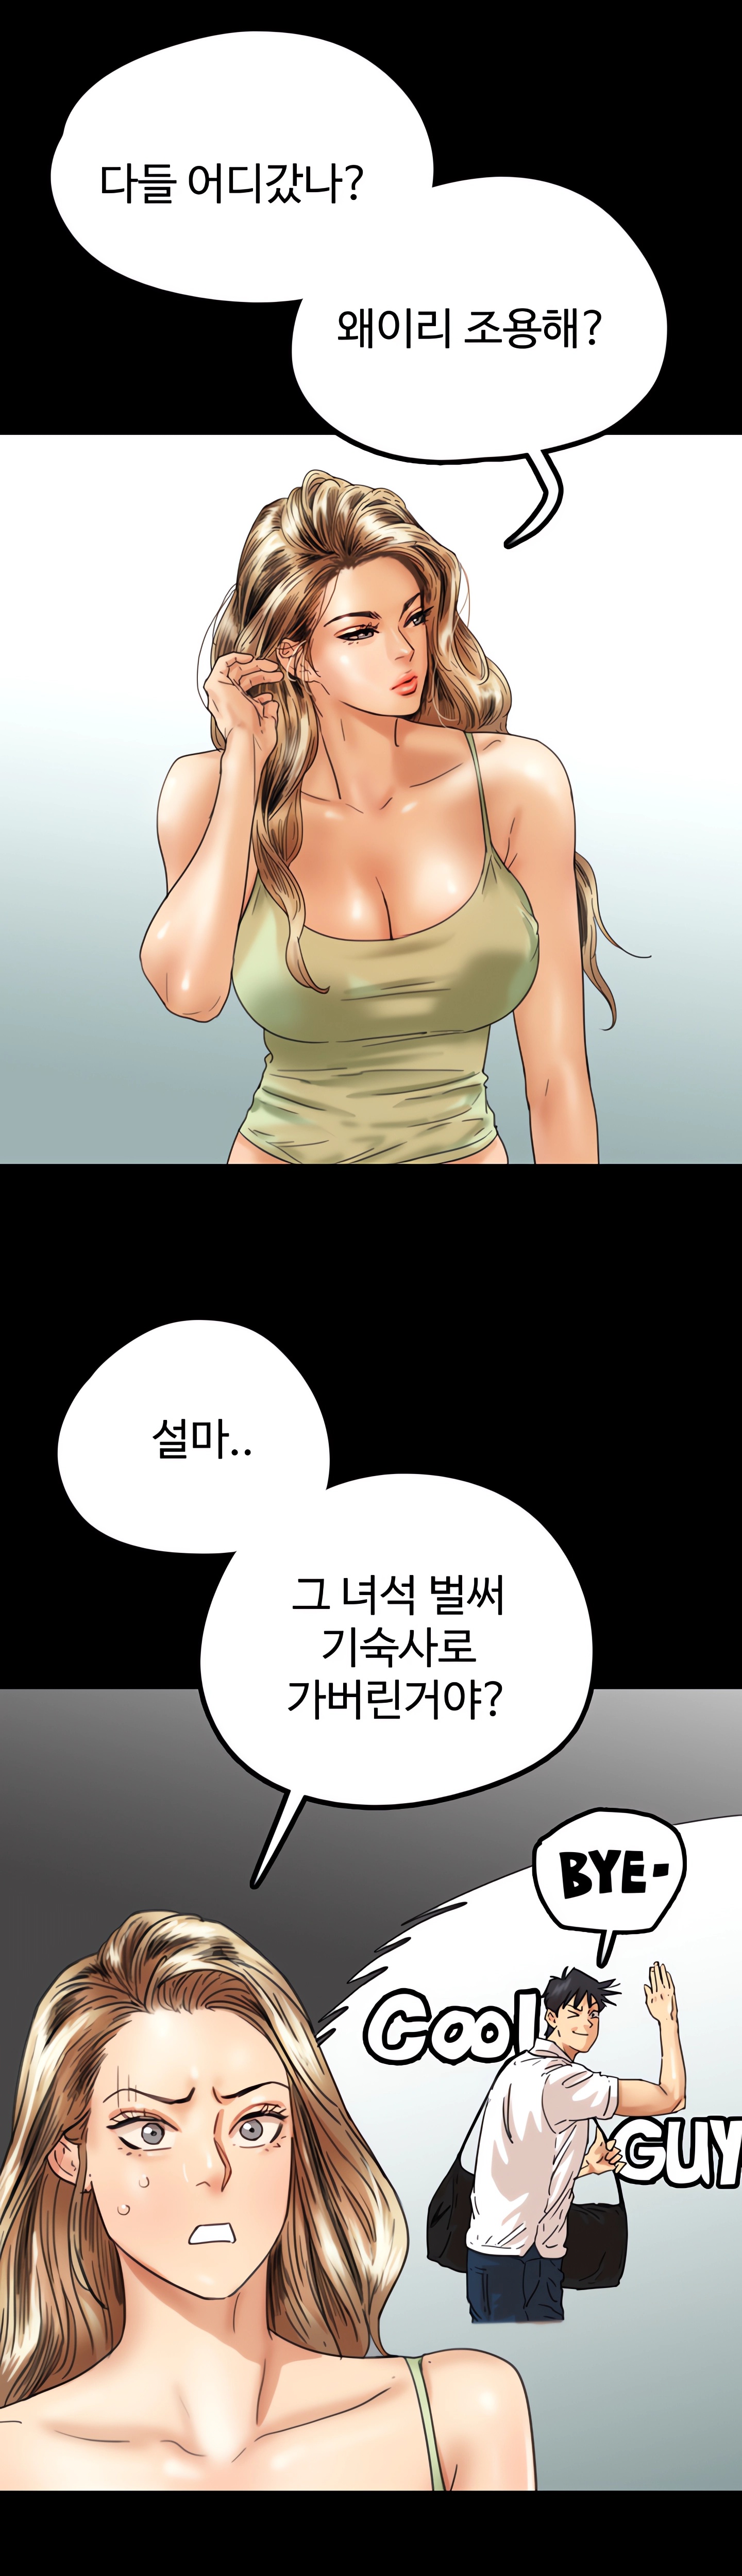 다들 어디갔나?
왜이리 조용해?
설마..
그 녀석 벌써
기숙사로
가버린거야?
BYE-
Cool
GUY